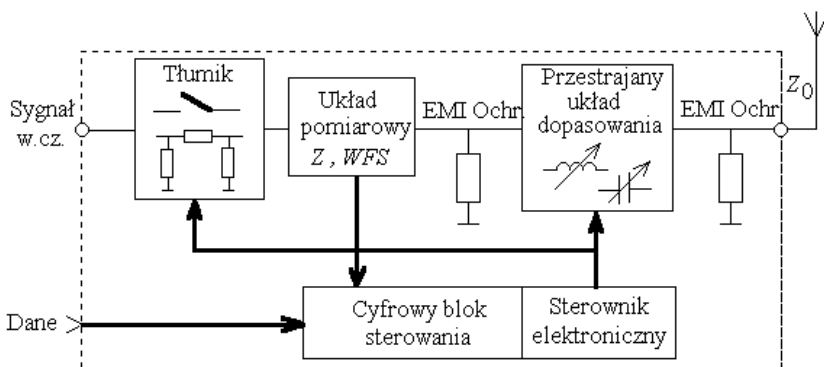 Tłumik
Sygnał
w.cz.
Układ
pomiarowy
Z , WFS
EMI Ochr.
Przestrajany
układ
dopasowania
EMI Ochr.
Z0
Dane
Cyfrowy blok
sterowania
Sterownik
elektroniczny